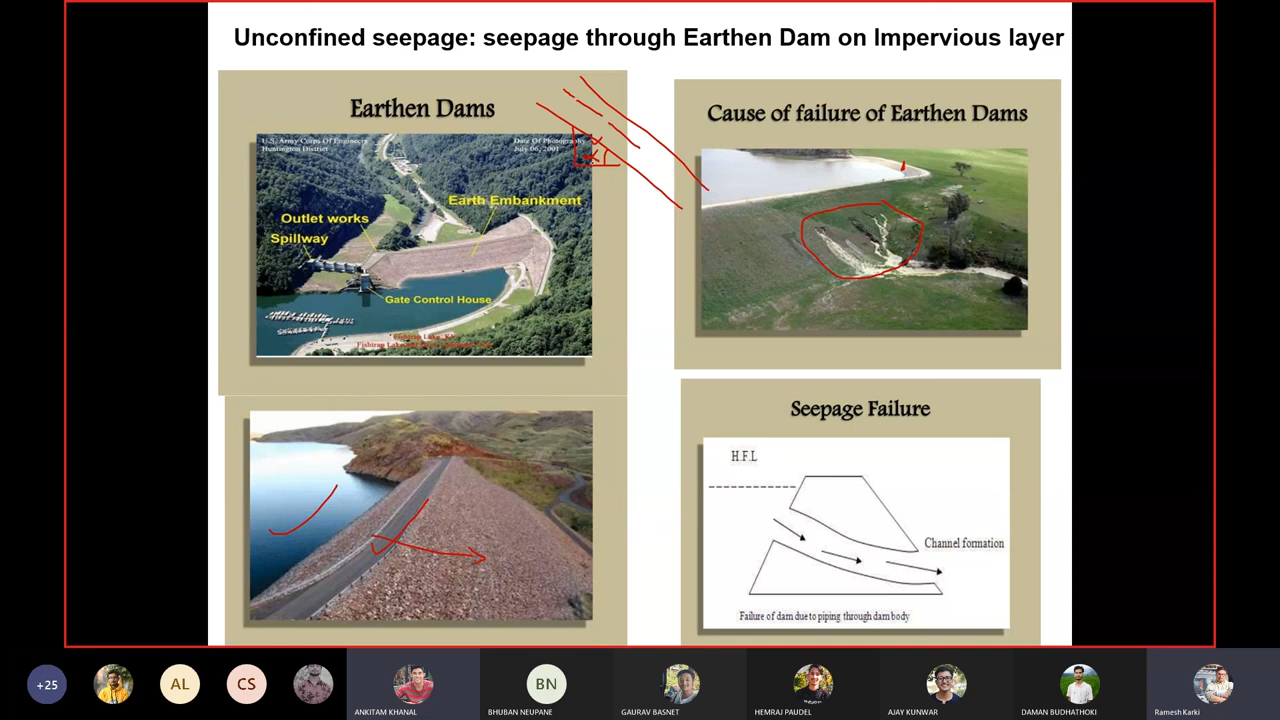 Unconfined seepage: seepage through Earthen Dam on Impervious layer
Earthen Dams
U.S. Army Corps Of Engineers
Huntington District
Date Of Photography
July 06, 2001
Earth Embankment
Outlet works
Spillway
Gate Control House
Cause of failure of Earthen Dams
Seepage Failure
H.F.L
Channel formation
Failure of dam due to piping through dam body
+25
AL
CS
BN
ANKITAM KHANAL
BHUBAN NEUPANE
GAURAV BASNET
HEMRAJ PAUDEL
AJAY KUNWAR
DAMAN BUDHATHOKI
Ramesh Karki